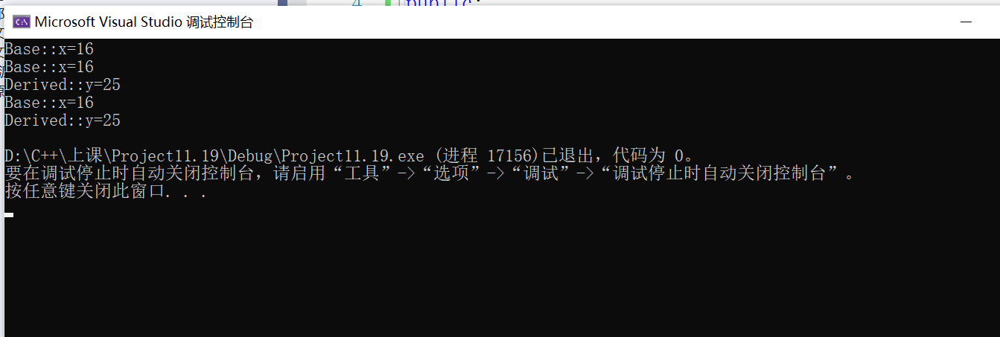 4 public:
Microsoft Visual Studio 调试控制台
Base::x=16
Base::x=16
Derived::y=25
Base::x=16
Derived::y=25
D:\C++\上课\Project11.19\Debug\Project11.19.exe (进程 17156)已退出，代码为 0。
要在调试停止时自动关闭控制台，请启用“工具”->“选项”->“调试”->“调试停止时自动关闭控制台”。
按任意键关闭此窗口. . .